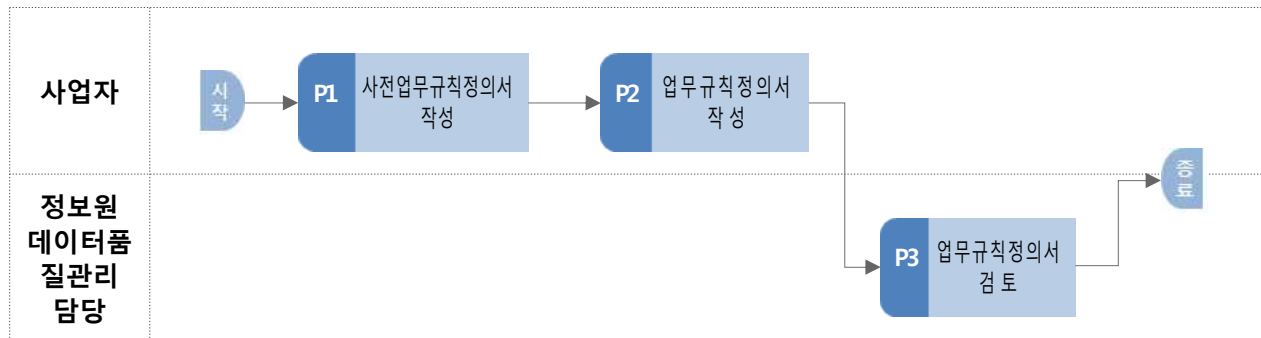 사업자
시
작
P1
사전업무규칙정의서
작성
P2
업무규칙정의서
작 성
종
료
정보원
데이터품
질관리
담당
P3
업무규칙정의서
검 토